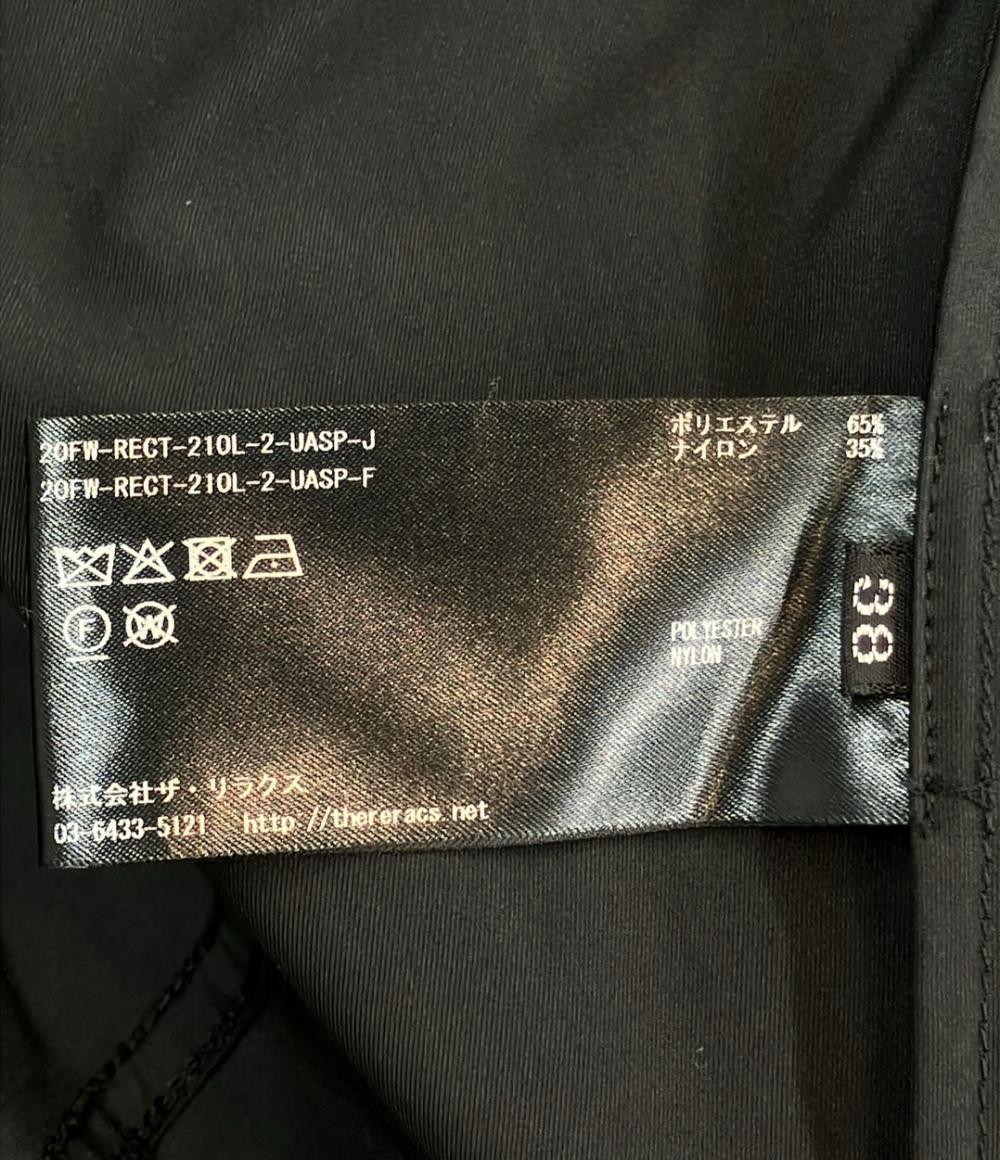 20FW-RECT-210L-2-UASP-J
20FW-RECT-210L-2-UASP-F
ポリエステル 65%
ナイロン 35%
F
W
POLYESTER
NYLON
38
株式会社ザ・リラクス
03-6433-5121 http://thereracs.net